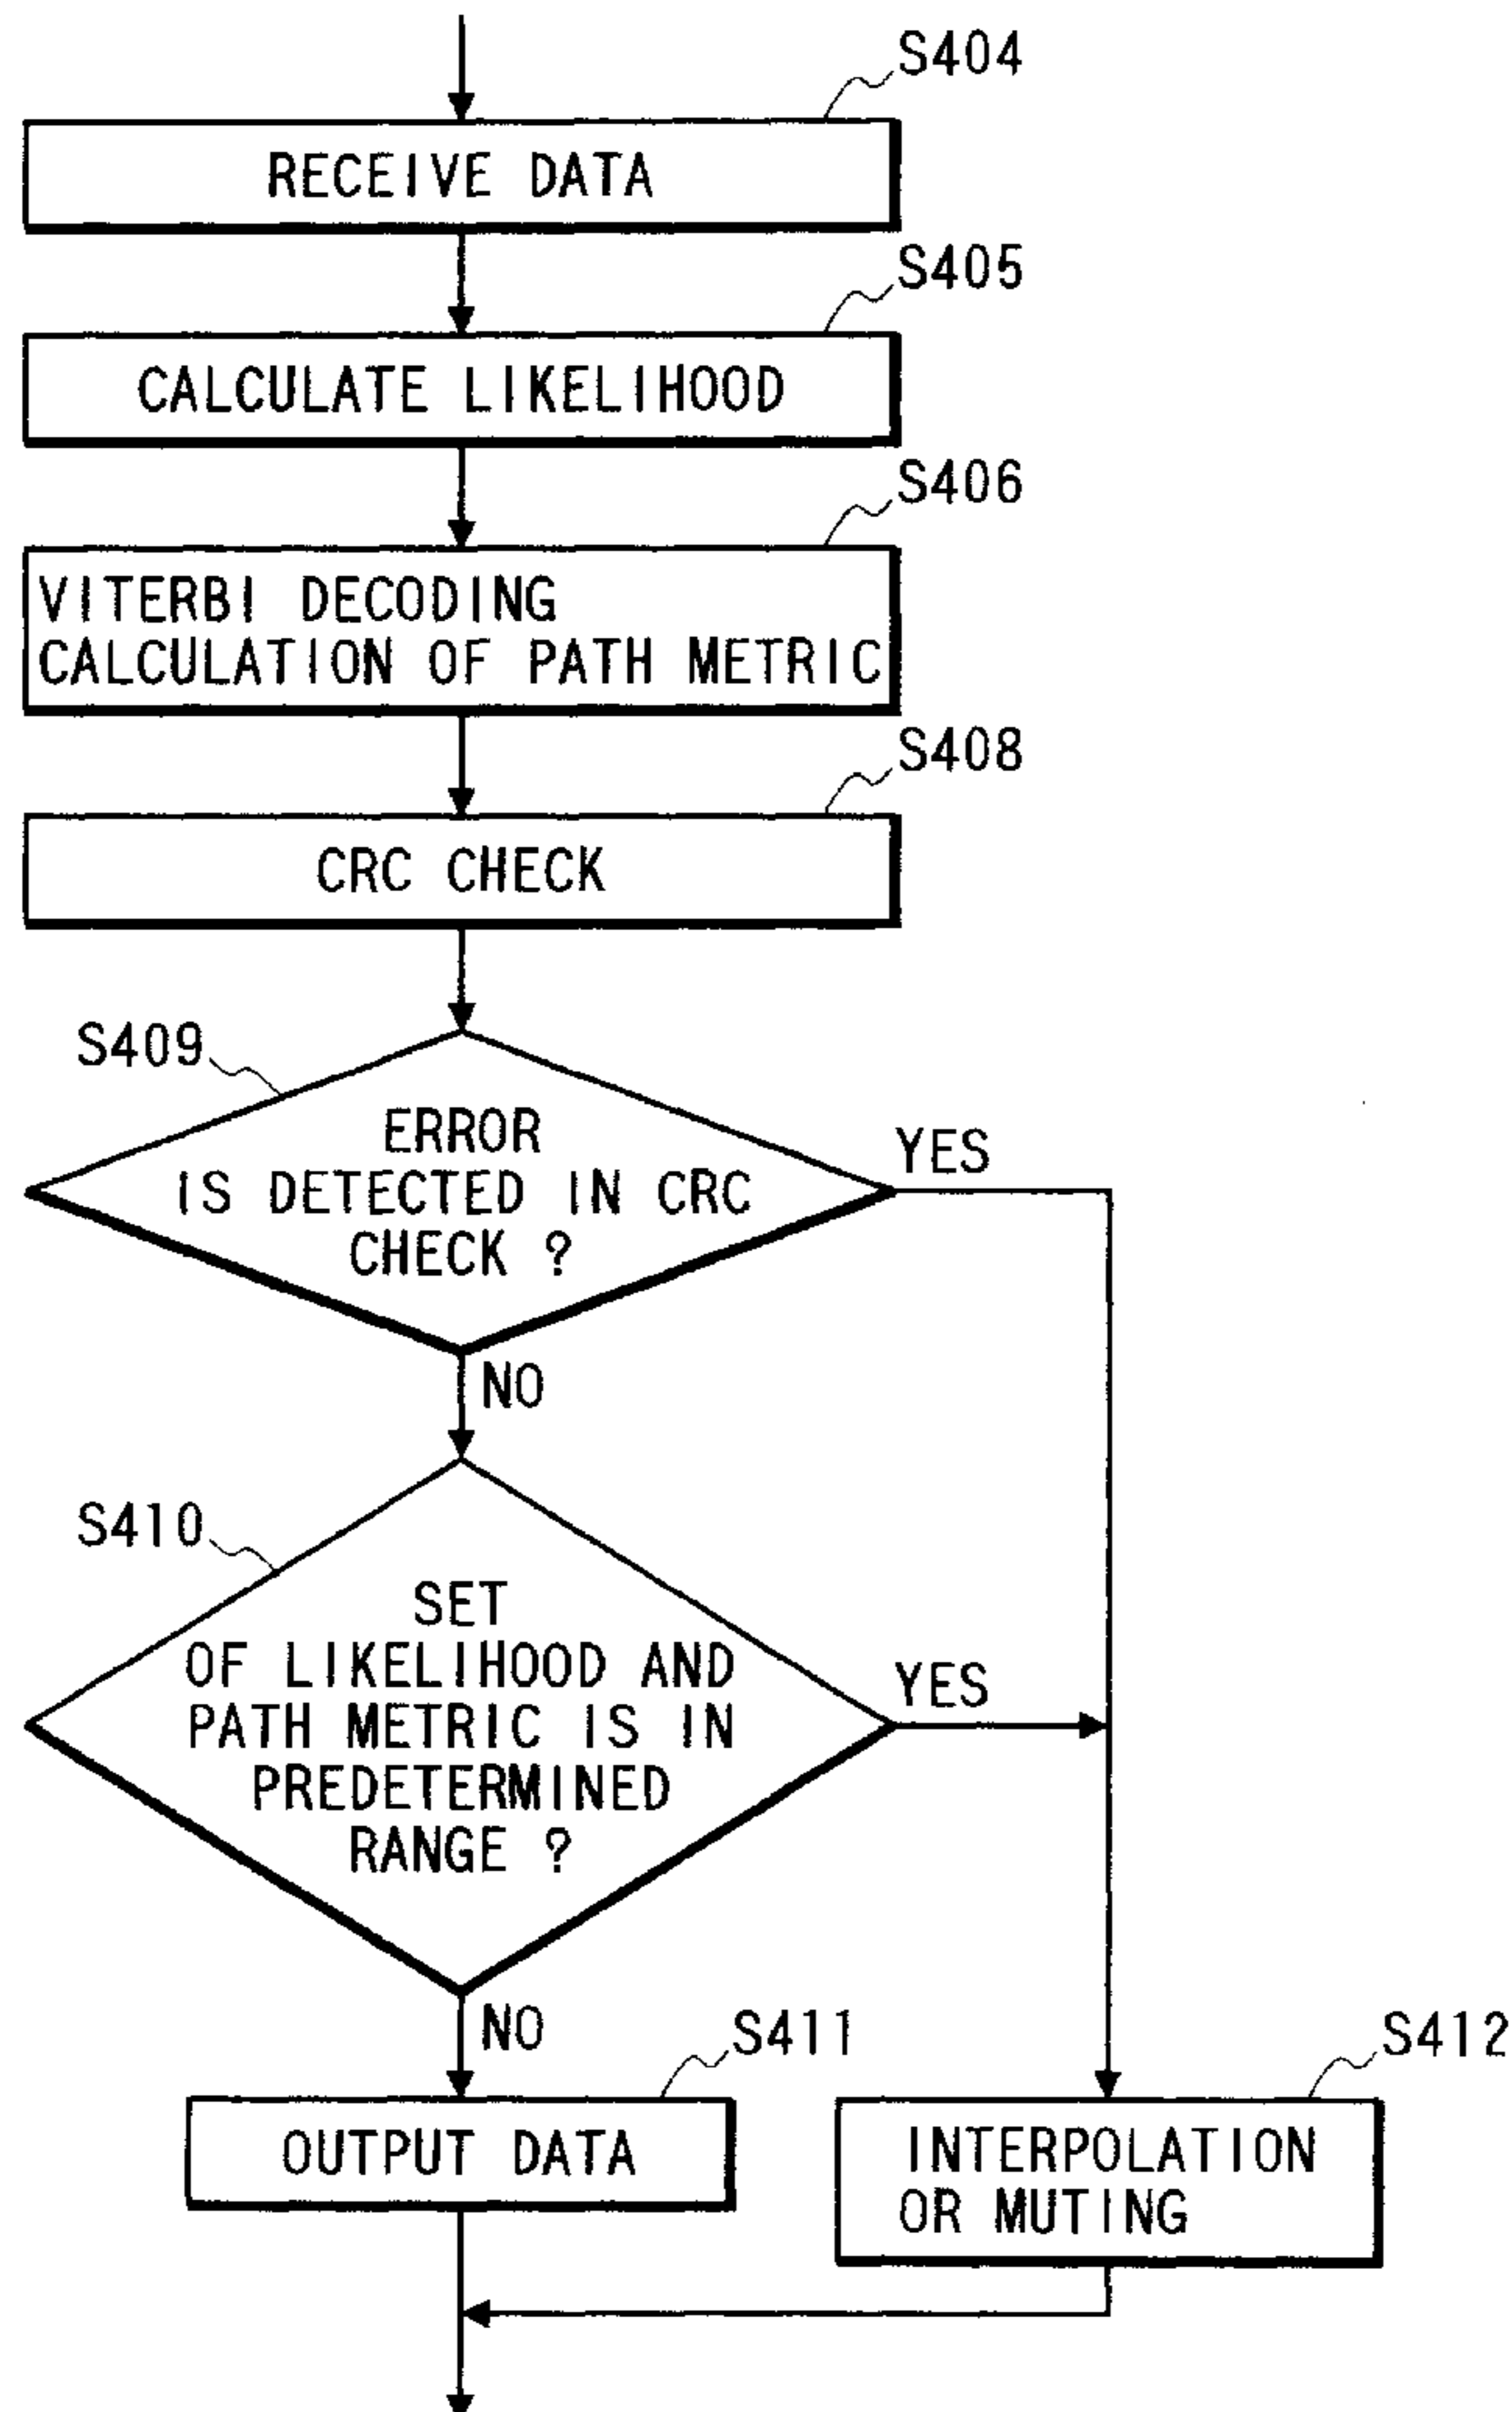 S404
RECEIVE DATA
S405
CALCULATE LIKELIHOOD
S406
VITERBI DECODING
CALCULATION OF PATH METRIC
S408
CRC CHECK
S409
ERROR
IS DETECTED IN CRC
CHECK ?
YES
NO
S410
SET
OF LIKELIHOOD AND
PATH METRIC IS IN
PREDETERMINED
RANGE ?
YES
NO
S411
OUTPUT DATA
S412
INTERPOLATION
OR MUTING